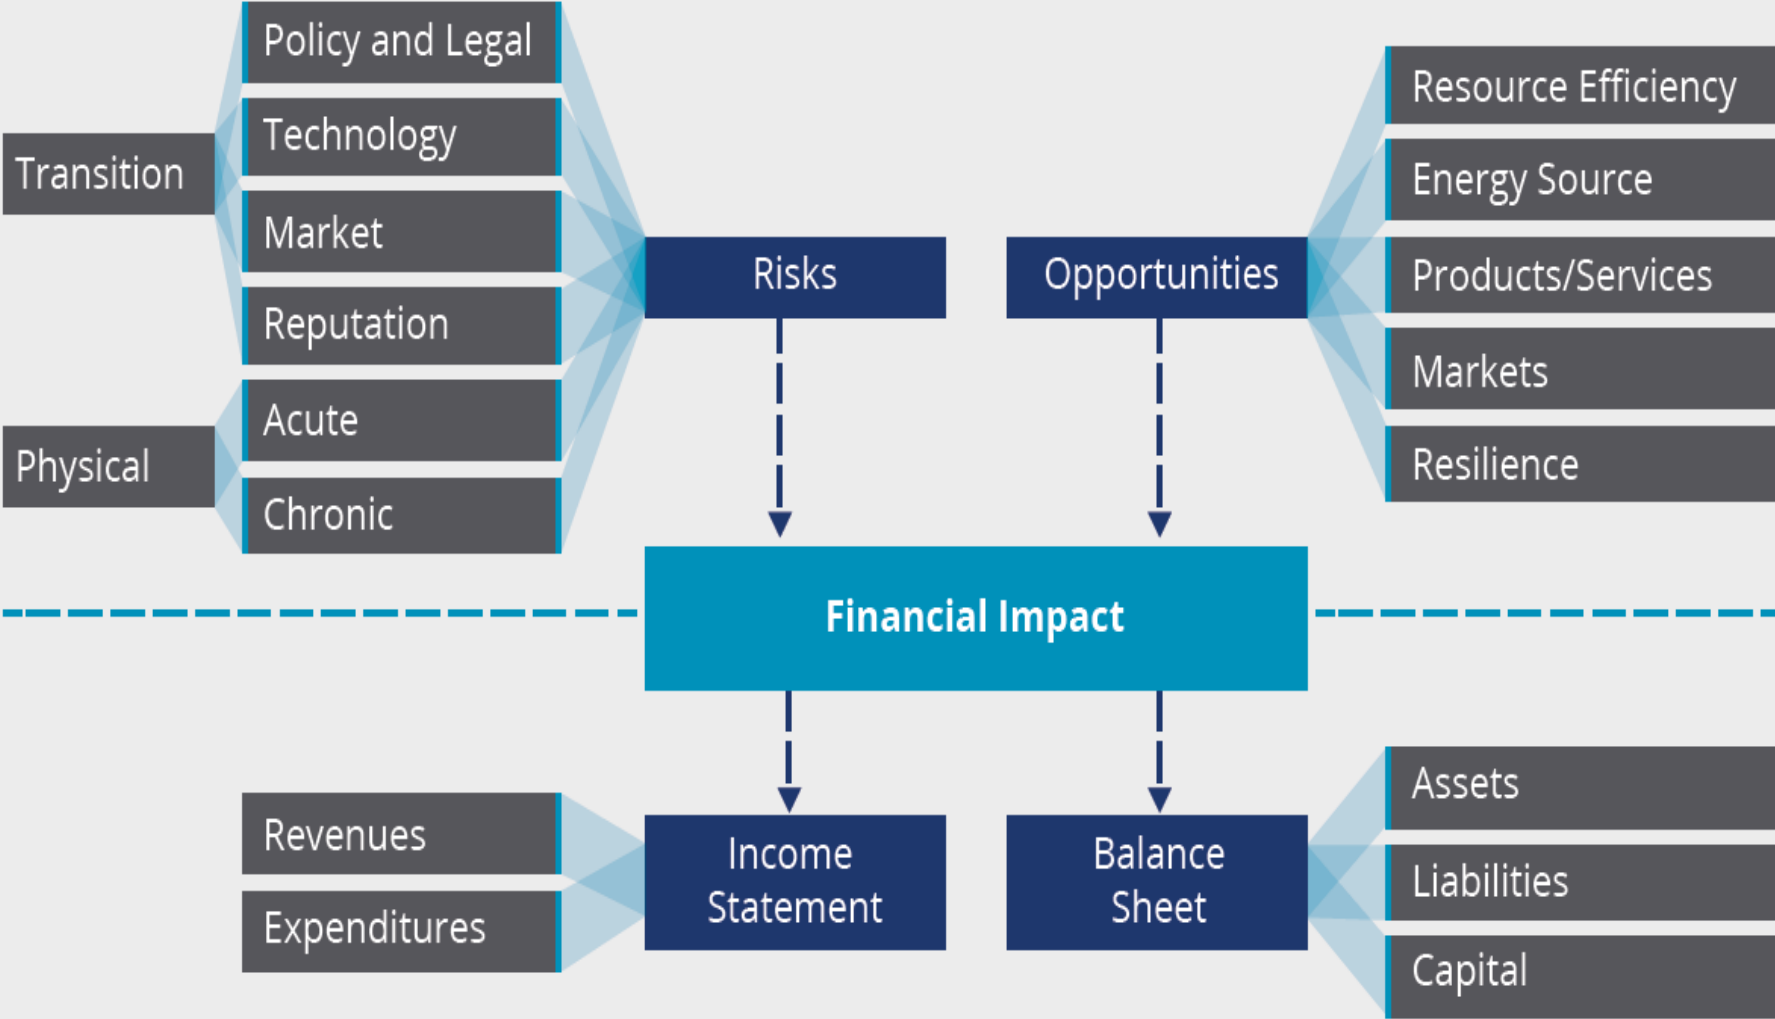 Policy and Legal
Technology
Transition
Market
Reputation
Acute
Physical
Chronic
Risks
Opportunities
Resource Efficiency
Energy Source
Products/Services
Markets
Resilience
Financial Impact
Revenues
Expenditures
Income
Statement
Balance
Sheet
Assets
Liabilities
Capital